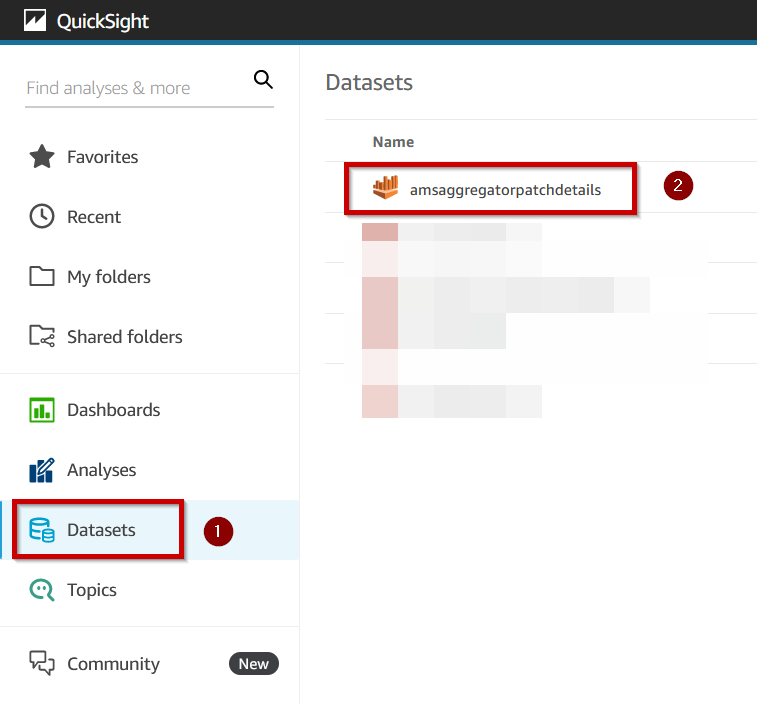 QuickSight
Find analyses & more
Favorites
Recent
My folders
Shared folders
Dashboards
Analyses
Datasets
1
Topics
Community
New
Datasets
Name
amsaggregatorpatchdetails
2